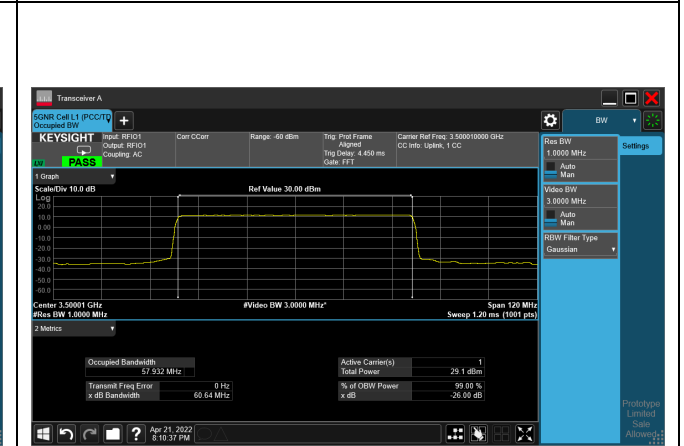 Transceiver A
5GNR Cell L1 (PCC/TD
Occupied BW
+
BW
KEYSIGHT
Input: RFIO1
Output: RFIO1
Coupling: AC
Corr CCorr
Range: -60 dBm
Trig: Prot Frame
Aligned
Trig Delay: 4.450 ms
Gate: FFT
Carrier Ref Freq: 3.500010000 GHz
CC Info: Uplink, 1 CC
PASS
Res BW
1.0000 MHz
Auto
Man
Settings
Video BW
3.0000 MHz
Auto
Man
RBW Filter Type
Gaussian
1 Graph
Scale/Div 10.0 dB
Ref Value 30.00 dBm
Log
20.0
10.0
0.00
-10.0
-20.0
-30.0
-40.0
-50.0
-60.0
Center 3.50001 GHz
#Video BW 3.0000 MHz*
Span 120 MHz
#Res BW 1.0000 MHz
Sweep 1.20 ms (1001 pts)
2 Metrics
Occupied Bandwidth
57.932 MHz
Active Carrier(s) 1
Total Power 29.1 dBm
Transmit Freq Error 0 Hz
x dB Bandwidth 60.64 MHz
% of OBW Power 99.00 %
x dB -26.00 dB
Prototype
Limited
Sale
Allowed
?
Apr 21, 2022
8:10:37 PM